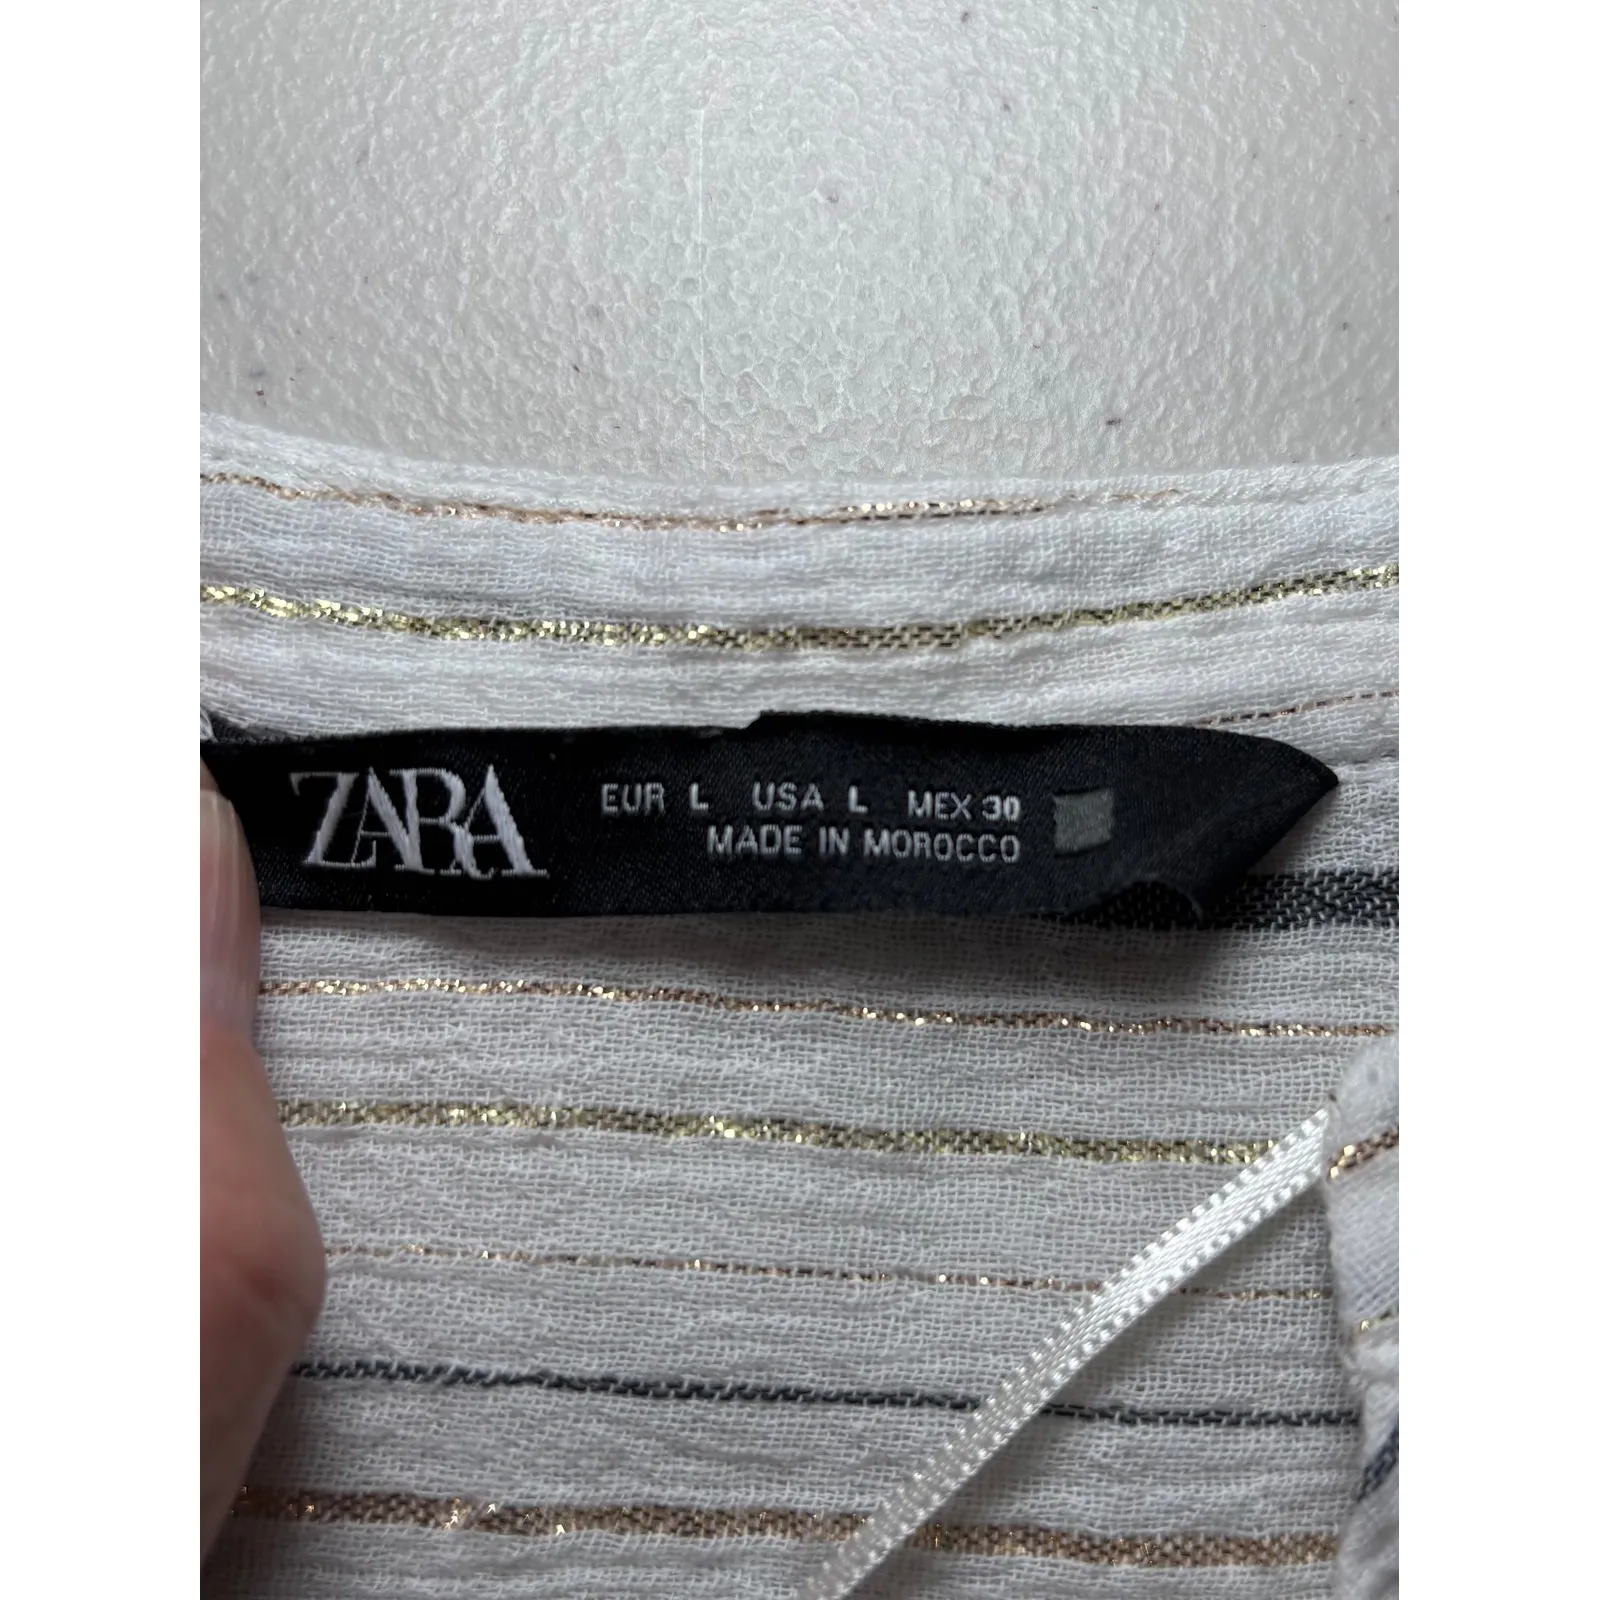 ZARA
EUR L USA L MEX 30
MADE IN MOROCCO